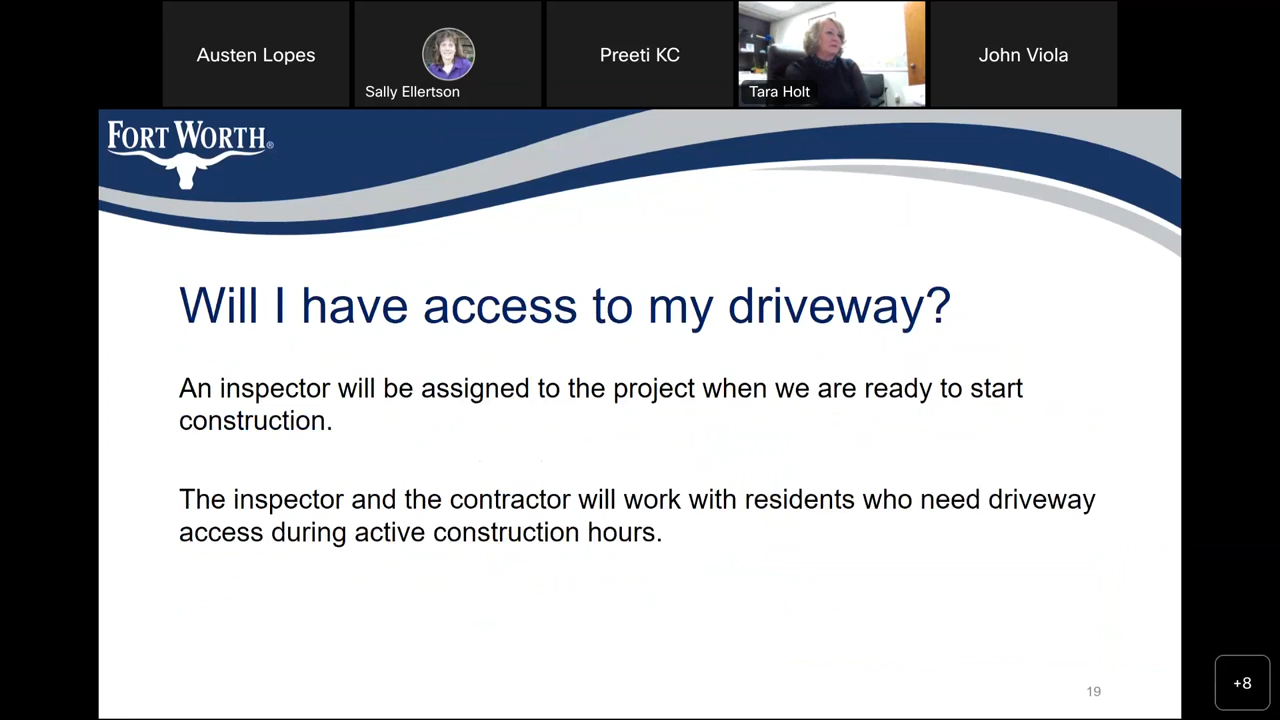 Austen Lopes
Sally Ellertson
Preeti KC
Tara Holt
John Viola
FORT WORTH®
Will I have access to my driveway?
An inspector will be assigned to the project when we are ready to start
construction.
The inspector and the contractor will work with residents who need driveway
access during active construction hours.
19
+8